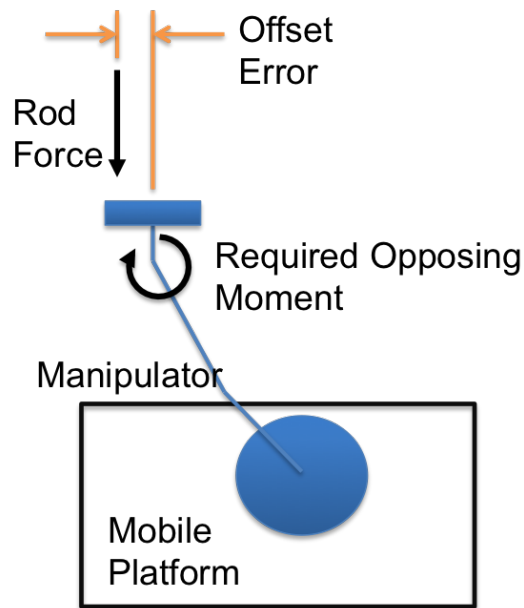 Offset
Error
Rod
Force
Required Opposing
Moment
Manipulator
Mobile
Platform